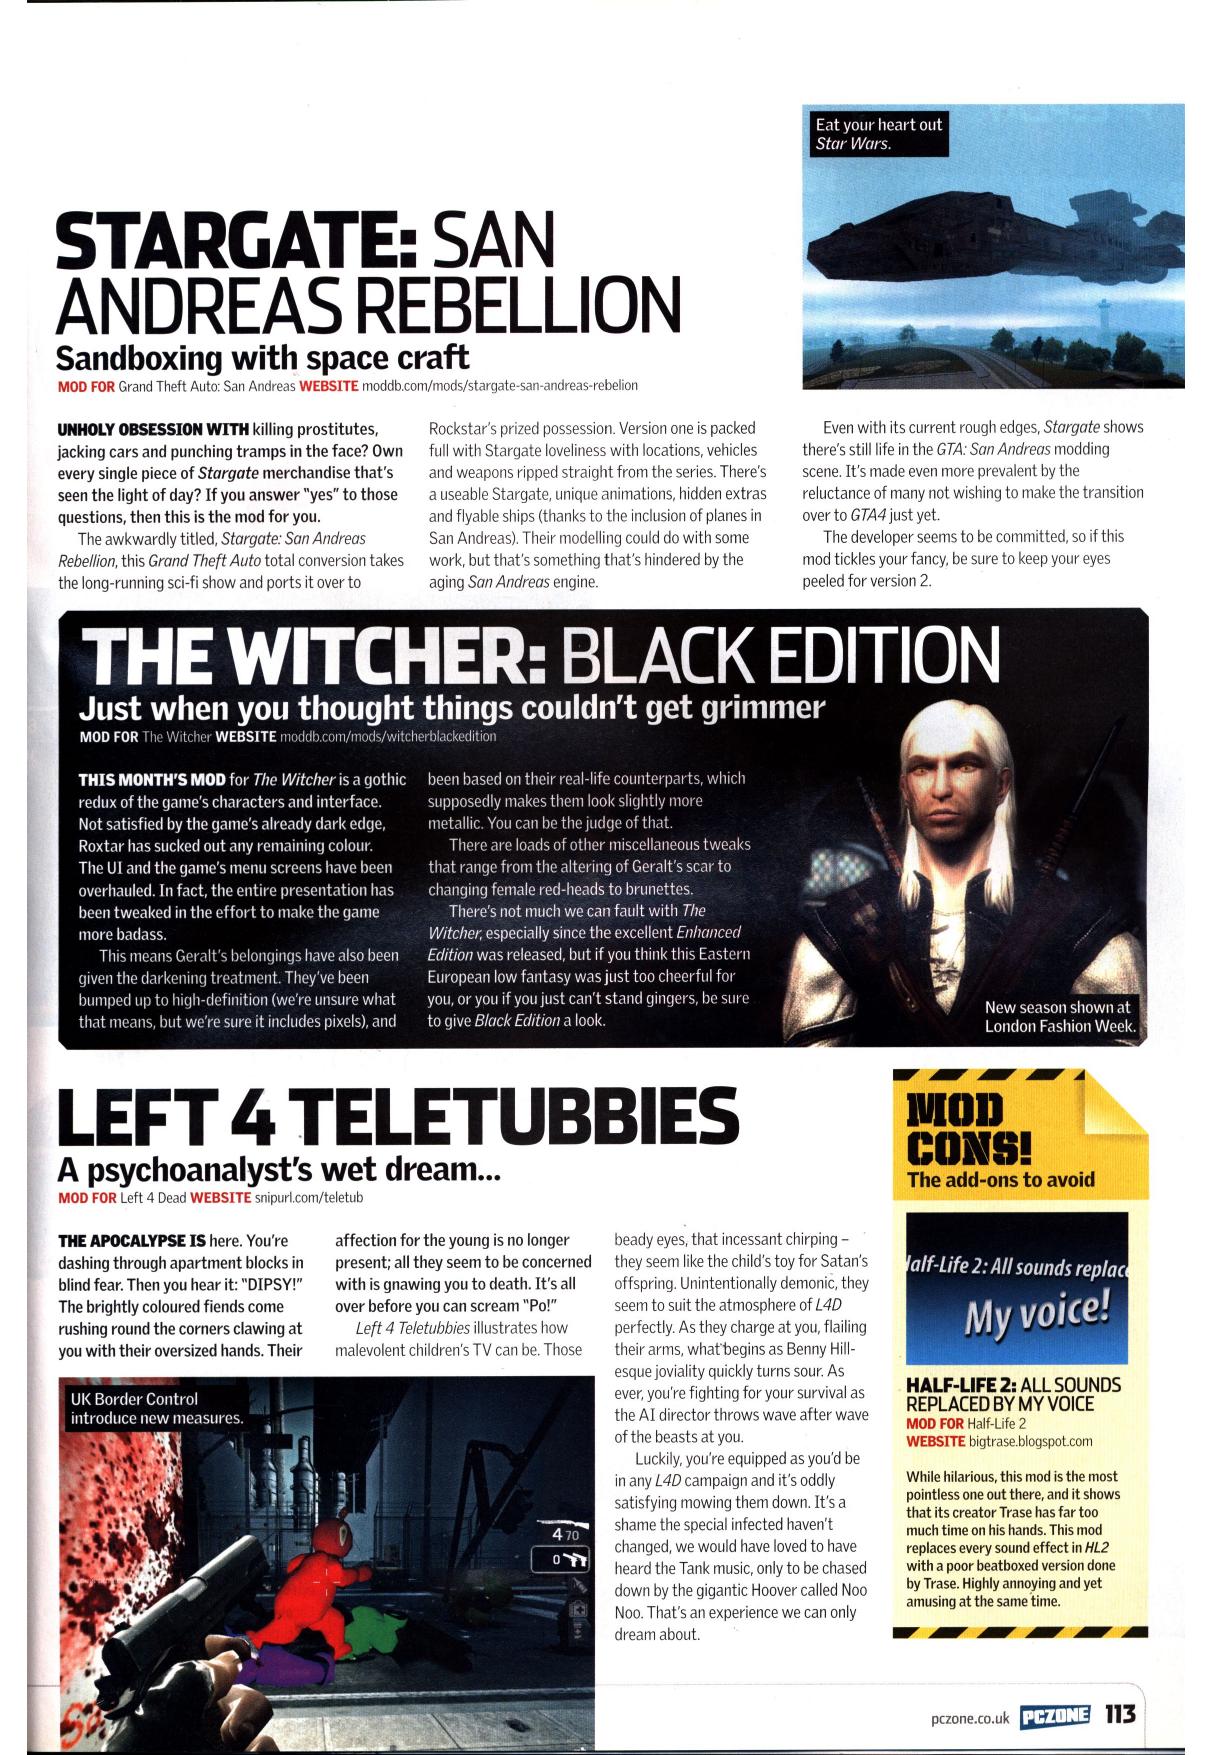 Eat your heart out
Star Wars.
STARGATE: SAN
ANDREAS REBELLION
Sandboxing with space craft
MOD FOR Grand Theft Auto: San Andreas WEBSITE moddb.com/mods/stargate-san-andreas-rebelion
UNHOLY OBSESSION WITH killing prostitutes,
jacking cars and punching tramps in the face? Own
every single piece of Stargate merchandise that's
seen the light of day? If you answer "yes" to those
questions, then this is the mod for you.
The awkwardly titled, Stargate: San Andreas
Rebellion, this Grand Theft Auto total conversion takes
the long-running sci-fi show and ports it over to
Rockstar's prized possession. Version one is packed
full with Stargate loveliness with locations, vehicles
and weapons ripped straight from the series. There's
a useable Stargate, unique animations, hidden extras
and flyable ships (thanks to the inclusion of planes in
San Andreas). Their modelling could do with some
work, but that's something that's hindered by the
aging San Andreas engine.
Even with its current rough edges, Stargate shows
there's still life in the GTA: San Andreas modding
scene. It's made even more prevalent by the
reluctance of many not wishing to make the transition
over to GTA4 just yet.
The developer seems to be committed, so if this
mod tickles your fancy, be sure to keep your eyes
peeled for version 2.
THE WITCHER: BLACK EDITION
Just when you thought things couldn't get grimmer
MOD FOR The Witcher WEBSITE moddb.com/mods/witcherblackedition
THIS MONTH'S MOD for The Witcher is a gothic
redux of the game's characters and interface.
Not satisfied by the game's already dark edge,
Roxtar has sucked out any remaining colour.
The UI and the game's menu screens have been
overhauled. In fact, the entire presentation has
been tweaked in the effort to make the game
more badass.
This means Geralt's belongings have also been
given the darkening treatment. They've been
bumped up to high-definition (we're unsure what
that means, but we're sure it includes pixels), and
been based on their real-life counterparts, which
supposedly makes them look slightly more
metallic. You can be the judge of that.
There are loads of other miscellaneous tweaks
that range from the altering of Geralt's scar to
changing female red-heads to brunettes.
There's not much we can fault with The
Witcher, especially since the excellent Enhanced
Edition was released, but if you think this Eastern
European low fantasy was just too cheerful for
you, or you if you just can't stand gingers, be sure
to give Black Edition a look.
New season shown at
London Fashion Week.
LEFT 4 TELETUBBIES
A psychoanalyst's wet dream...
MOD FOR Left 4 Dead WEBSITE snipurl.com/teletub
THE APOCALYPSE IS here. You're
dashing through apartment blocks in
blind fear. Then you hear it: "DIPSY!"
The brightly coloured fiends come
rushing round the corners clawing at
you with their oversized hands. Their
affection for the young is no longer
present; all they seem to be concerned
with is gnawing you to death. It's all
over before you can scream "Po!"
Left 4 Teletubbies illustrates how
malevolent children's TV can be. Those
beady eyes, that incessant chirping –
they seem like the child's toy for Satan's
offspring. Unintentionally demonic, they
seem to suit the atmosphere of L4D
perfectly. As they charge at you, flailing
their arms, what begins as Benny Hill-
esque joviality quickly turns sour. As
ever, you're fighting for your survival as
the AI director throws wave after wave
of the beasts at you.
Luckily, you're equipped as you'd be
in any L4D campaign and it's oddly
satisfying mowing them down. It's a
shame the special infected haven't
changed, we would have loved to have
heard the Tank music, only to be chased
down by the gigantic Hoover called Noo
Noo. That's an experience we can only
dream about.
UK Border Control
introduce new measures.
4 70
0
MOD
CONS!
The add-ons to avoid
alf-Life 2: All sounds replac
My voice!
HALF-LIFE 2: ALL SOUNDS
REPLACED BY MY VOICE
MOD FOR Half-Life 2
WEBSITE bigtrase.blogspot.com
While hilarious, this mod is the most
pointless one out there, and it shows
that its creator Trase has far too
much time on his hands. This mod
replaces every sound effect in HL2
with a poor beatboxed version done
by Trase. Highly annoying and yet
amusing at the same time.
pczone.co.uk PCZONE 113